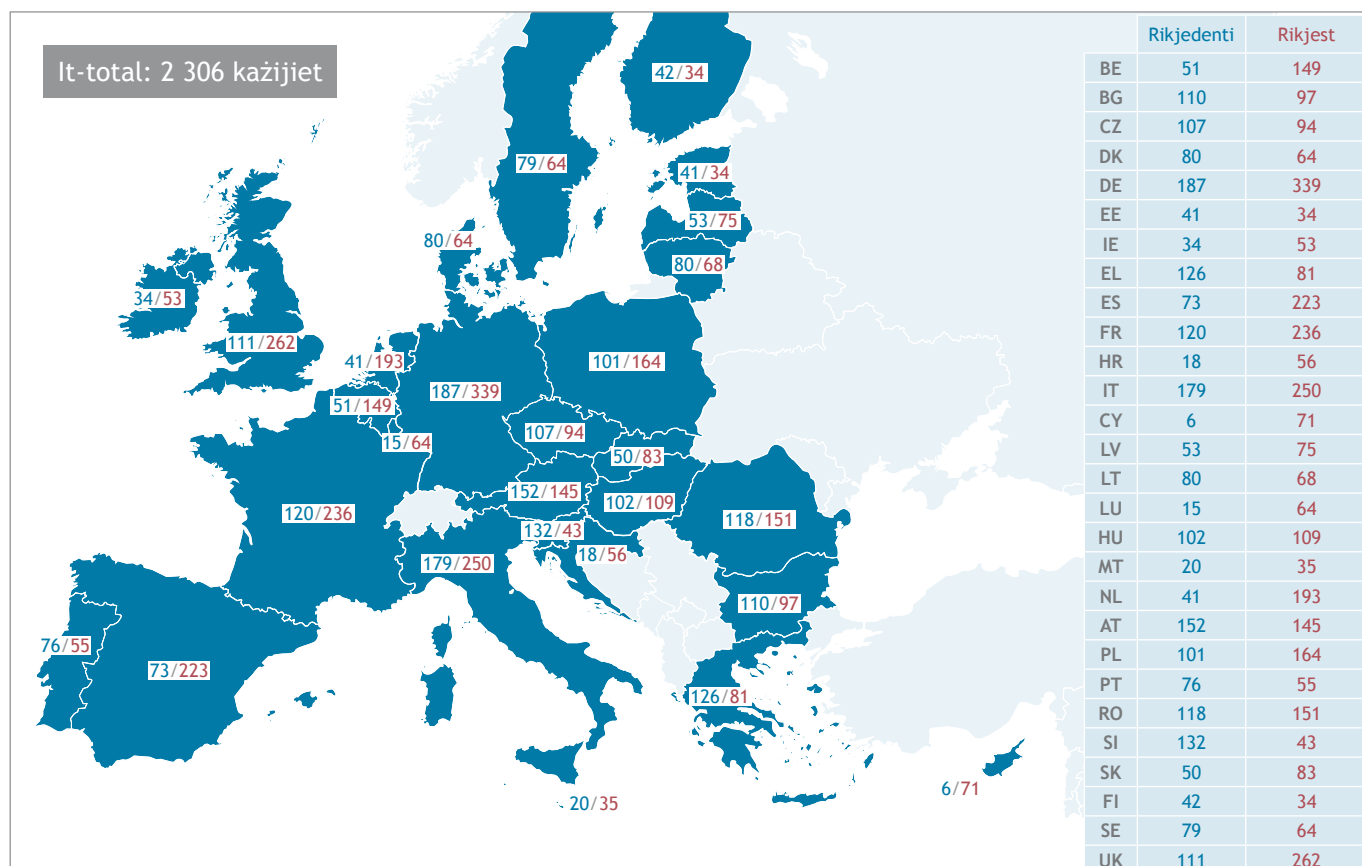 It-total: 2 306 każijiet
42/34
79/64
41/34
53/75
80/64
80/68
34/53
111/262
41/193
101/164
187/339
51/149
107/94
15/64
50/83
152/145
102/109
120/236
118/151
132/43
18/56
179/250
110/97
76/55
73/223
126/81
6/71
20/35
Rikjedenti Rikjest
BE 51 149
BG 110 97
CZ 107 94
DK 80 64
DE 187 339
EE 41 34
IE 34 53
EL 126 81
ES 73 223
FR 120 236
HR 18 56
IT 179 250
CY 6 71
LV 53 75
LT 80 68
LU 15 64
HU 102 109
MT 20 35
NL 41 193
AT 152 145
PL 101 164
PT 76 55
RO 118 151
SI 132 43
SK 50 83
FI 42 34
SE 79 64
UK 111 262